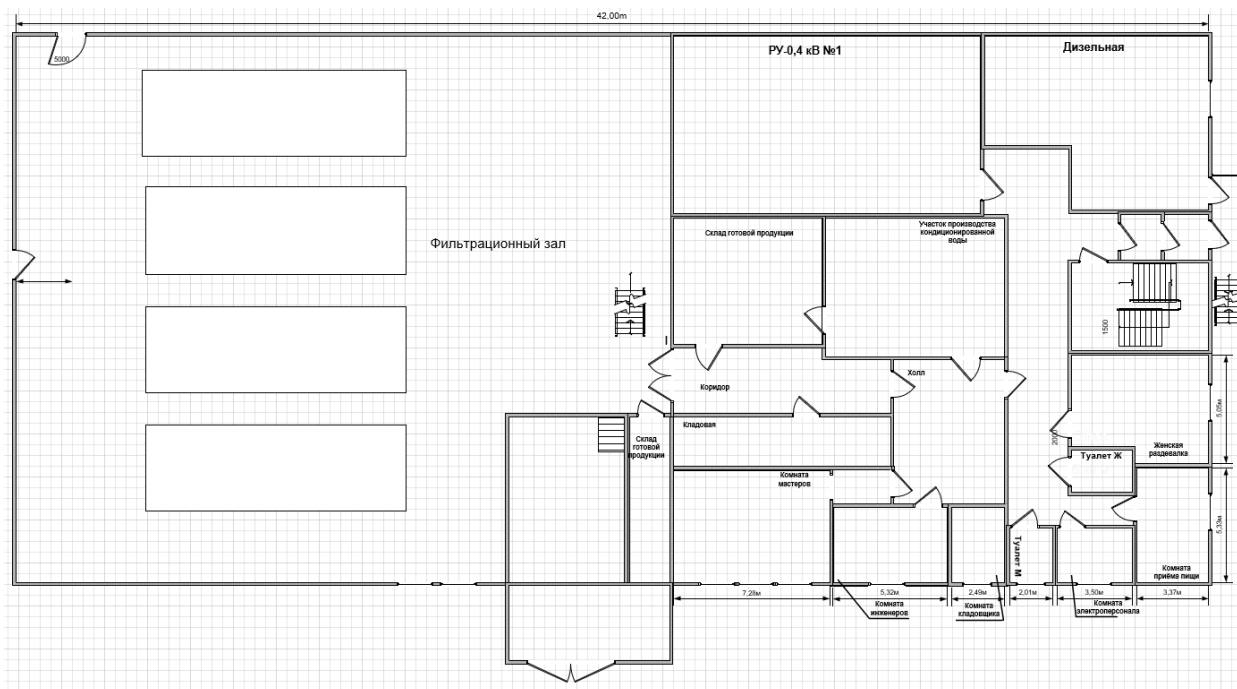 42,00m
РУ-0,4 кВ №1
Дизельная
5000
Склад готовой продукции
Участок производства
кондиционированной
воды
Фильтрационный зал
1500
Холл
Коридор
5,05м
Кладовая
2000
Склад
готовой
продукции
Женская
раздевалка
Туалет Ж
Комната
мастеров
5,39м
Туалет М
Комната
приёма пищи
7,28м
5,32м
2,49м
2,01м
3,50м
3,37м
Комната
инженеров
Комната
кладовщика
Комната
электроперсонала